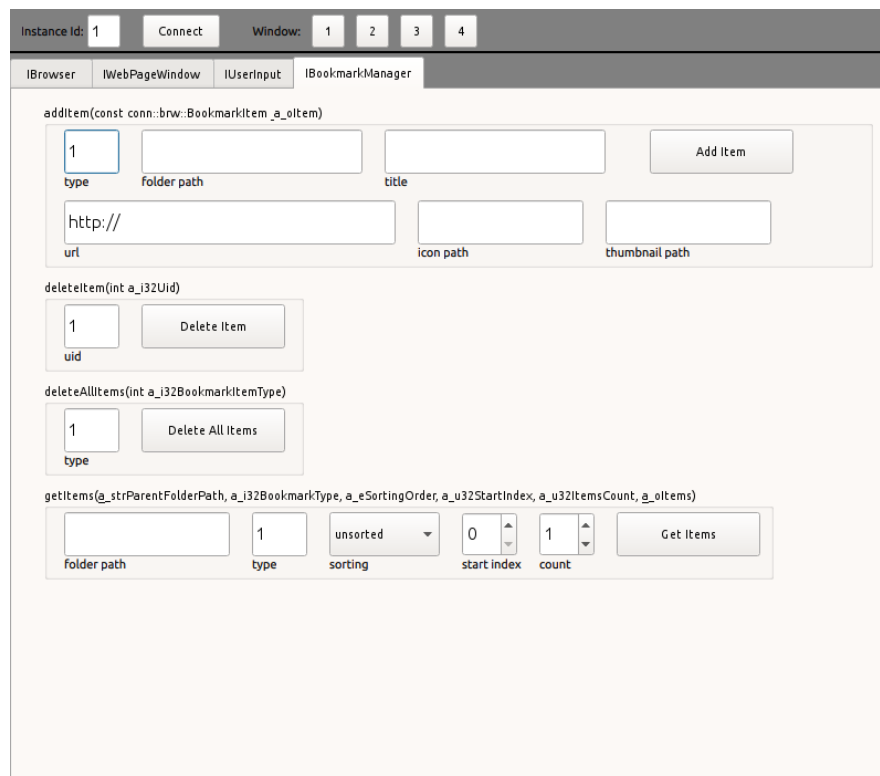 Instance Id: 1 Connect Window: 1 2 3 4
IBrowser IWebPageWindow IUserInput IBookmarkManager
addItem(const conn::brw::BookmarkItem a_oItem)
1 Add Item
type folder path title
http://
url icon path thumbnail path
deleteItem(int a_i32Uid)
1 Delete Item
uid
deleteAllItems(int a_i32BookmarkItemType)
1 Delete All Items
type
getItems(a_strParentFolderPath, a_i32BookmarkType, a_eSortingOrder, a_u32StartIndex, a_u32ItemsCount, a_oItems)
1 unsorted 0 1 Get Items
folder path type sorting start index count